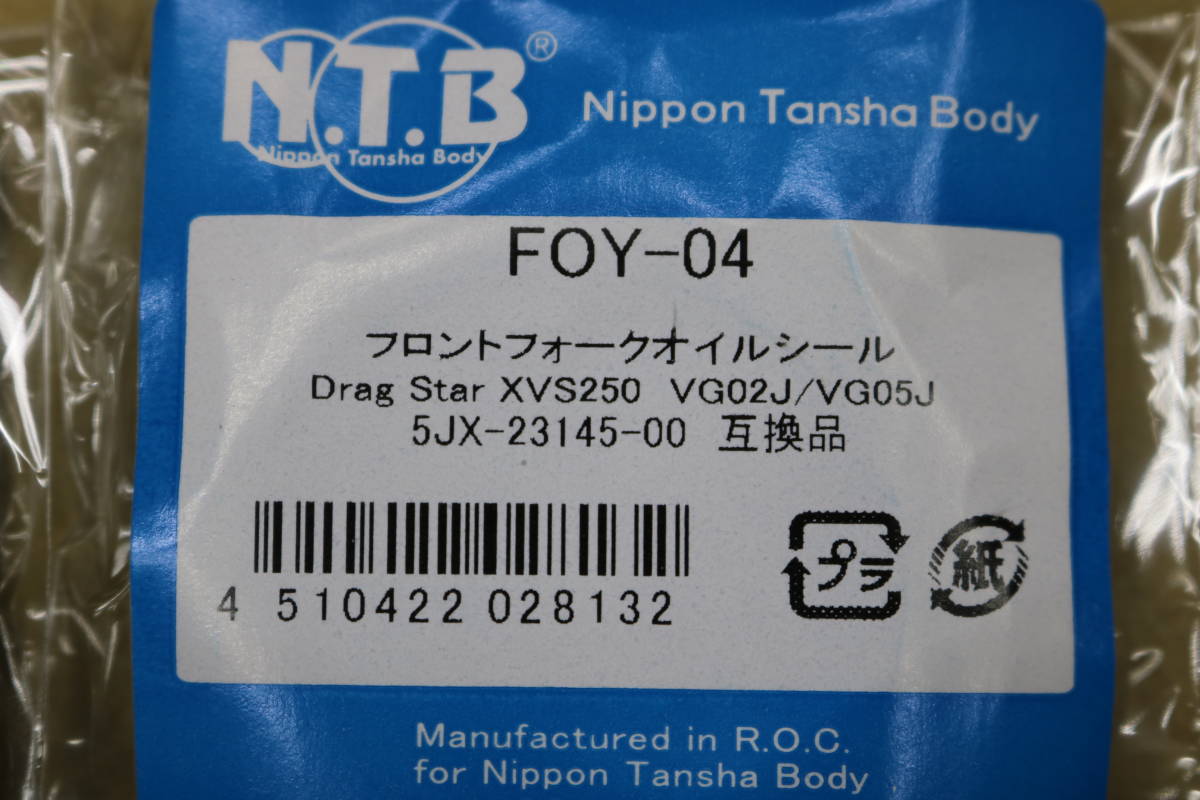 N.T.B®
Nippon Tansha Body
Nippon Tansha Body
FOY-04
フロントフォークオイルシール
Drag Star XVS250 VG02J/VG05J
5JX-23145-00 互換品
4 510422 028132
プラ
紙
Manufactured in R.O.C.
for Nippon Tansha Body